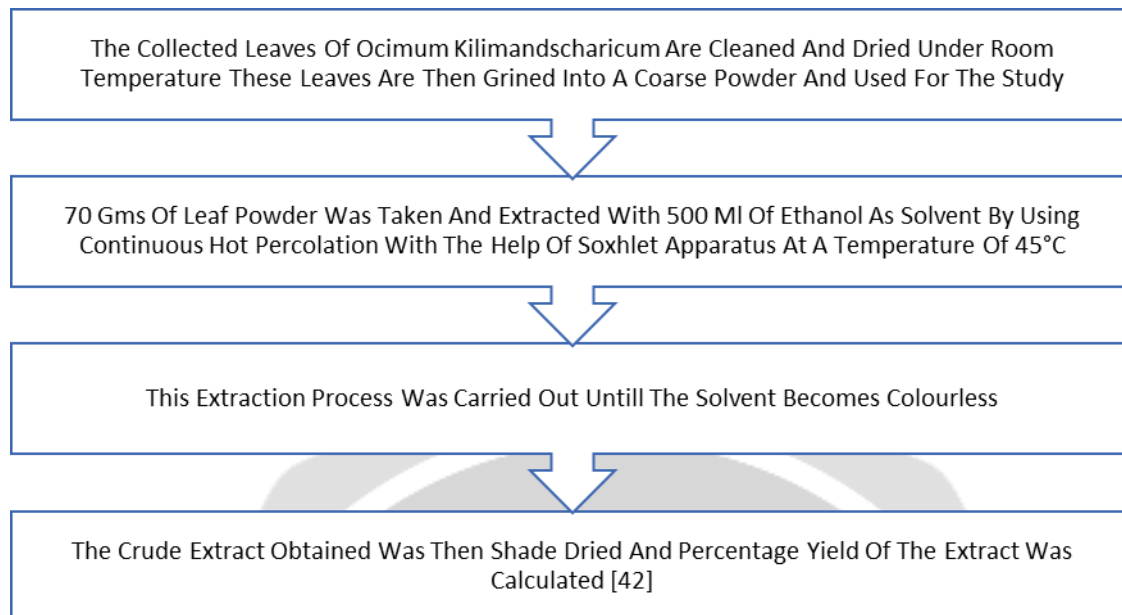 The Collected Leaves Of Ocimum Kilimandscharicum Are Cleaned And Dried Under Room
Temperature These Leaves Are Then Grined Into A Coarse Powder And Used For The Study
70 Gms Of Leaf Powder Was Taken And Extracted With 500 Ml Of Ethanol As Solvent By Using
Continuous Hot Percolation With The Help Of Soxhlet Apparatus At A Temperature Of 45°C
This Extraction Process Was Carried Out Untill The Solvent Becomes Colourless
The Crude Extract Obtained Was Then Shade Dried And Percentage Yield Of The Extract Was
Calculated [42]